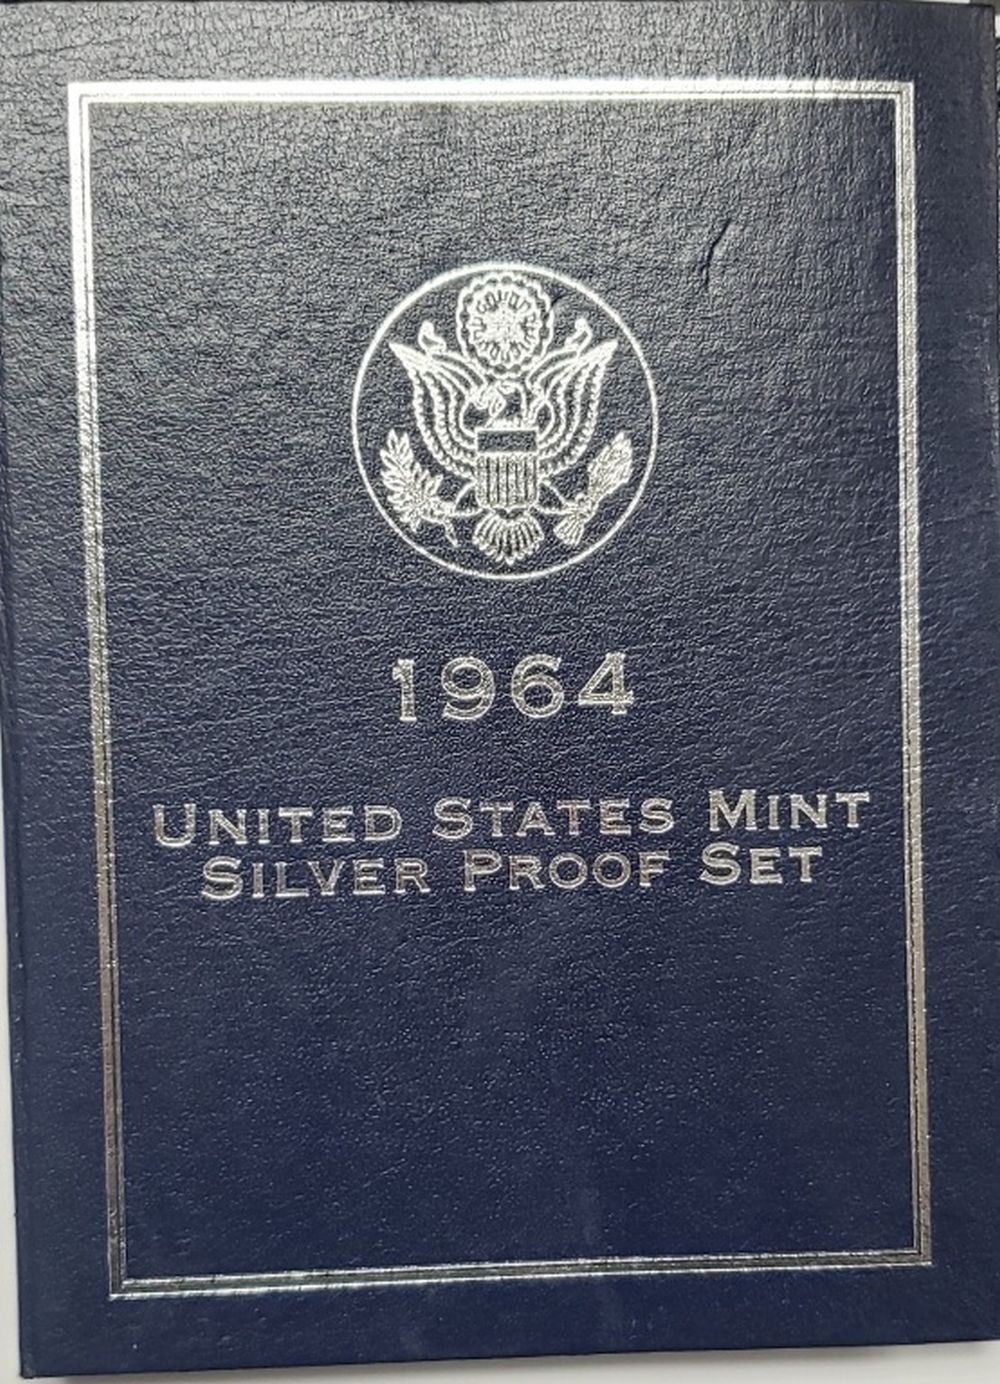 1964
UNITED STATES MINT
SILVER PROOF SET